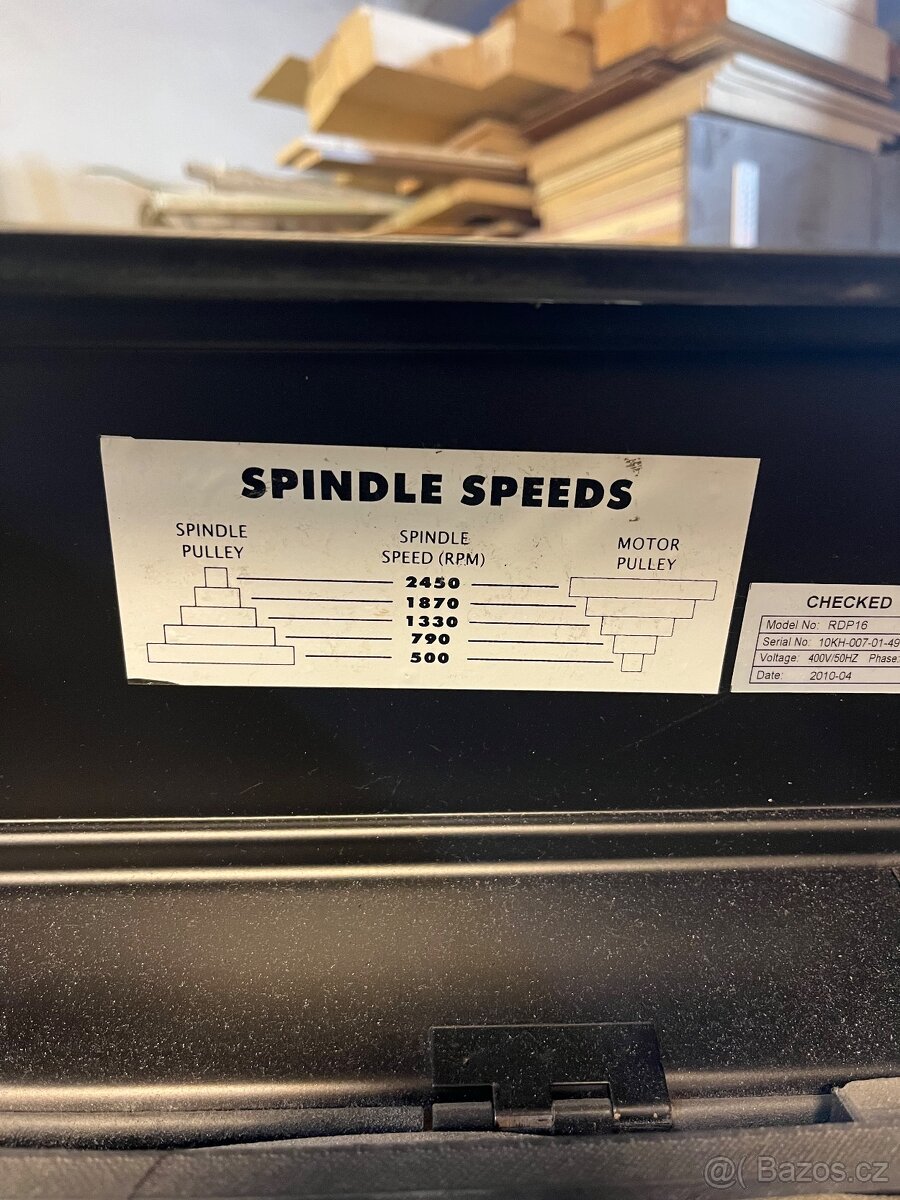 SPINDLE SPEEDS
SPINDLE
PULLEY
SPINDLE
SPEED (RPM)
MOTOR
PULLEY
2450
1870
1330
790
500
CHECKED
Model No: RDP16
Serial No: 10KH-007-01-49
Voltage: 400V/50HZ Phase:
Date: 2010-04
@( Bazos.cz